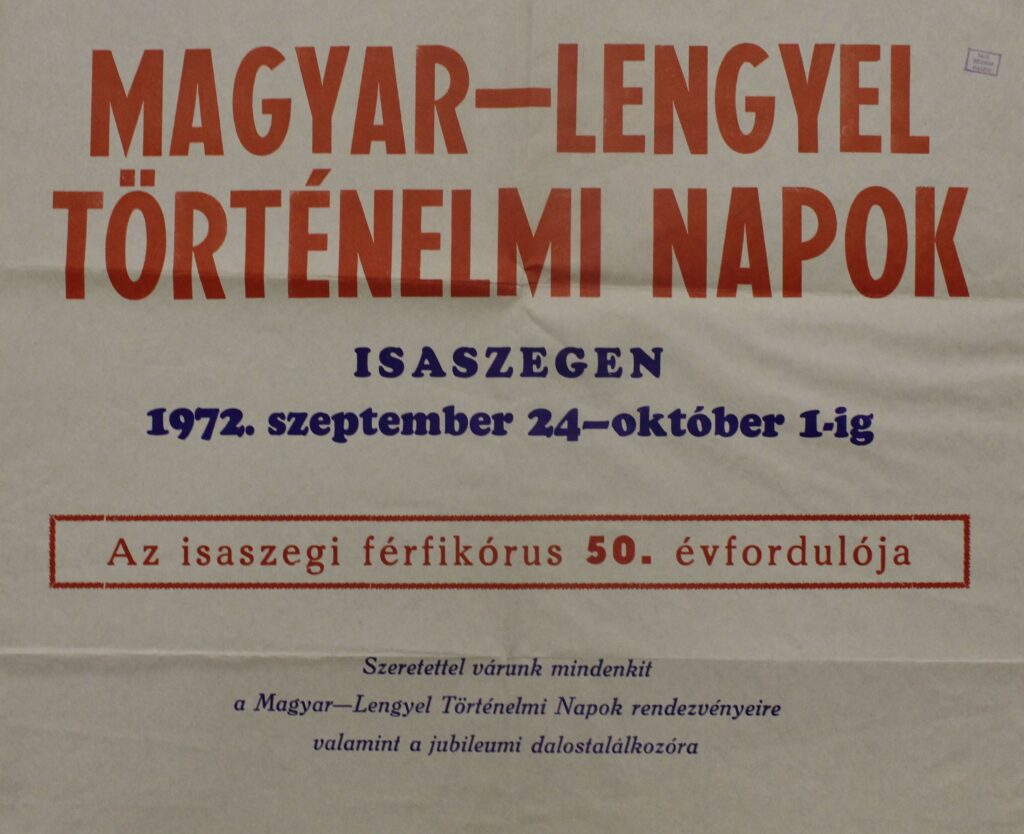 MAGYAR—LENGYEL
TÖRTÉNELMI NAPOK
ISASZEGEN
1972. szeptember 24—október 1-ig
Az isaszegi férfikórus 50. évfordulója
Szeretettel várunk mindenkit
a Magyar—Lengyel Történelmi Napok rendezvényeire
valamint a jubileumi dalostalálkozóra